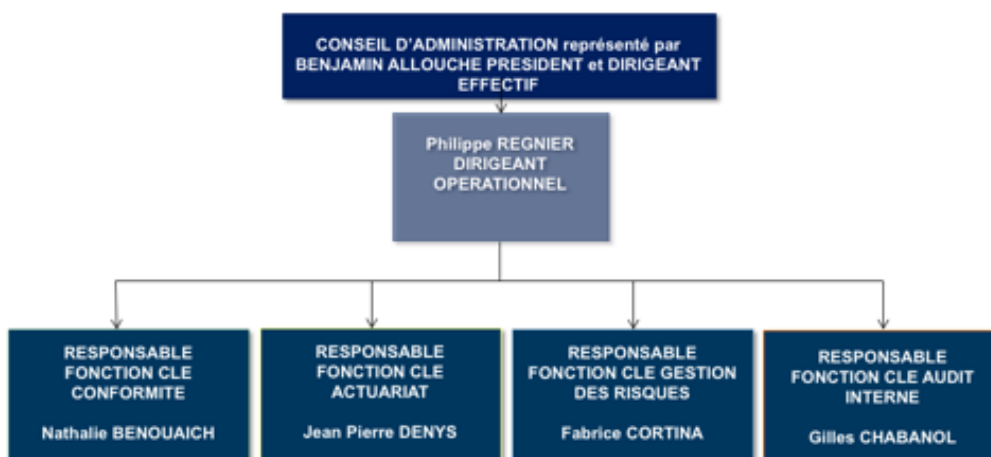 CONSEIL D'ADMINISTRATION représenté par
BENJAMIN ALLOUCHE PRESIDENT et DIRIGEANT
EFFECTIF
Philippe REGNIER
DIRIGEANT
OPERATIONNEL
RESPONSABLE
FONCTION CLE
CONFORMITE
Nathalie BENOUAICH
RESPONSABLE
FONCTION CLE
ACTUARIAT
Jean Pierre DENYS
RESPONSABLE
FONCTION CLE GESTION
DES RISQUES
Fabrice CORTINA
RESPONSABLE
FONCTION CLE AUDIT
INTERNE
Gilles CHABANOL